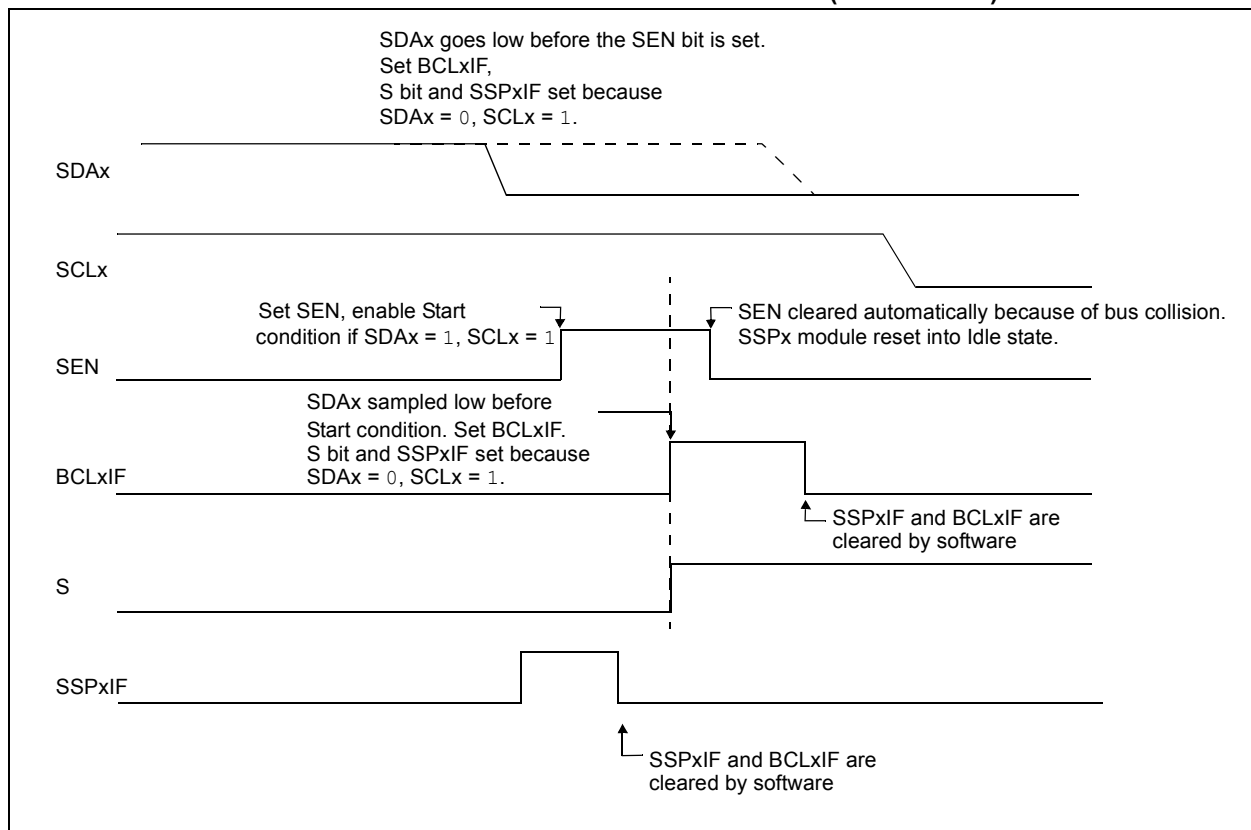 SDAx goes low before the SEN bit is set.
Set BCLxIF,
S bit and SSPxIF set because
SDAx = 0, SCLx = 1.
SDAx
SCLx
Set SEN, enable Start
condition if SDAx = 1, SCLx = 1
SEN cleared automatically because of bus collision.
SSPx module reset into Idle state.
SEN
SDAx sampled low before
Start condition. Set BCLxIF.
S bit and SSPxIF set because
SDAx = 0, SCLx = 1.
BCLxIF
SSPxIF and BCLxIF are
cleared by software
S
SSPxIF
SSPxIF and BCLxIF are
cleared by software